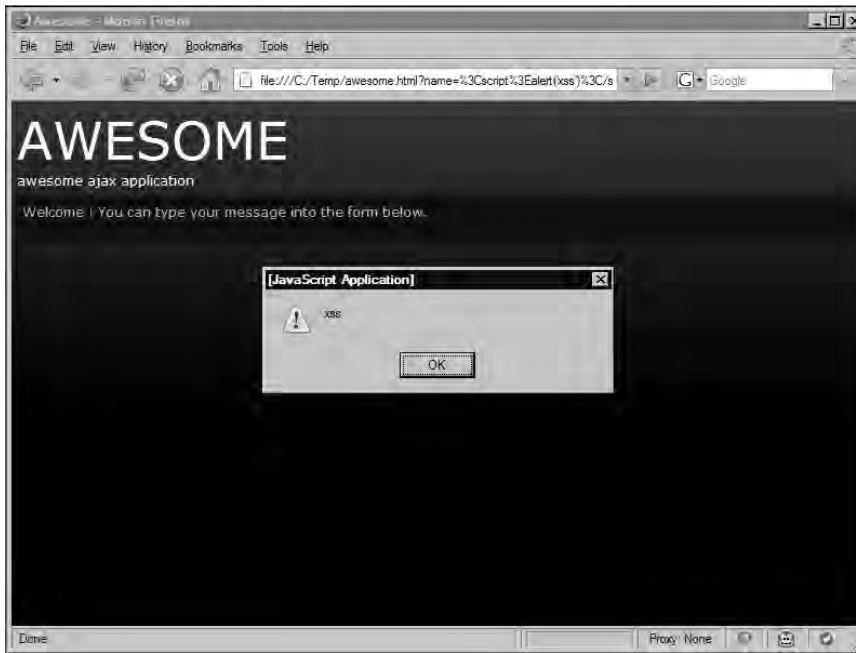 Awesome - Mozilla Firefox
File Edit View History Bookmarks Tools Help
file:///C:/Temp/awesome.html?name=%3Cscript%3Ealert('xss')%3C/s
G Google
AWESOME
awesome ajax application
Welcome ! You can type your message into the form below.
[JavaScript Application]
xss
OK
Done
Proxy: None